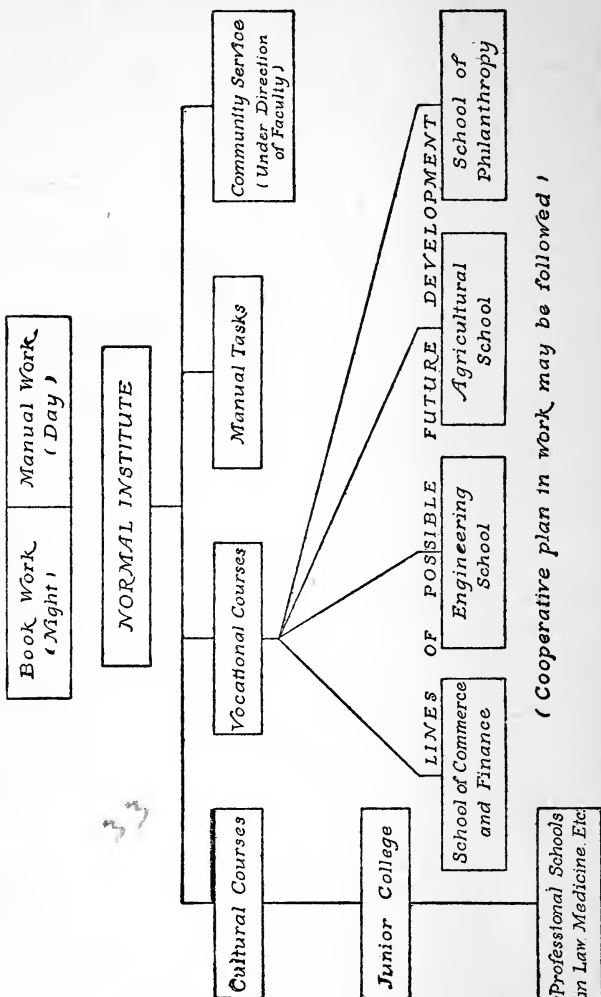 Book Work
(Night)
Manual Work
(Day)
NORMAL INSTITUTE
Cultural Courses
Vocational Courses
Manual Tasks
Community Service
(Under Direction
of Faculty)
Junior College
LINES OF POSSIBLE FUTURE DEVELOPMENT
School of Commerce
and Finance
Engineering
School
Agricultural
School
School of
Philanthropy
Professional Schools
in Law. Medicine. Etc.
(Cooperative plan in work may be followed)